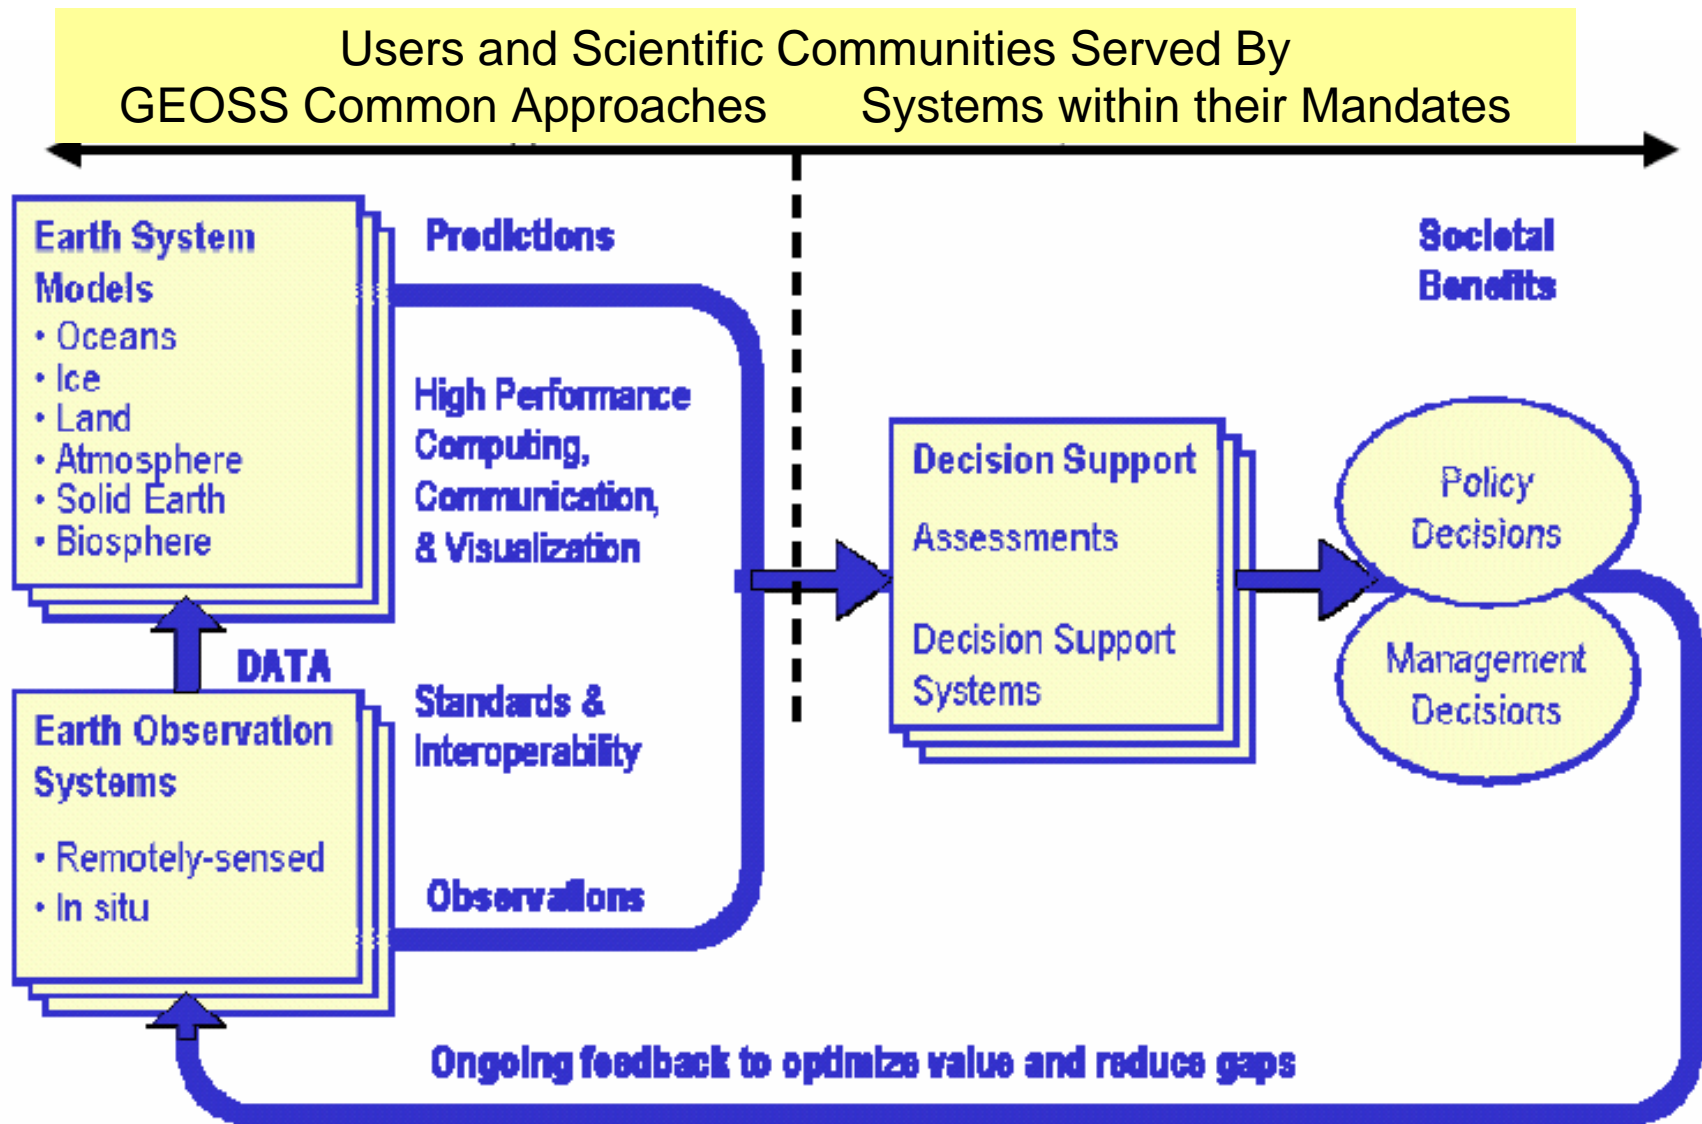 Users and Scientific Communities Served By
GEOSS Common Approaches Systems within their Mandates
Earth System
Models
• Oceans
• Ice
• Land
• Atmosphere
• Solid Earth
• Biosphere
Predictions
High Performance
Computing,
Communication,
& Visualization
DATA
Standards &
Interoperability
Earth Observation
Systems
• Remotely-sensed
• In situ
Observations
Decision Support
Assessments
Decision Support
Systems
Societal
Benefits
Policy
Decisions
Management
Decisions
Ongoing feedback to optimize value and reduce gaps